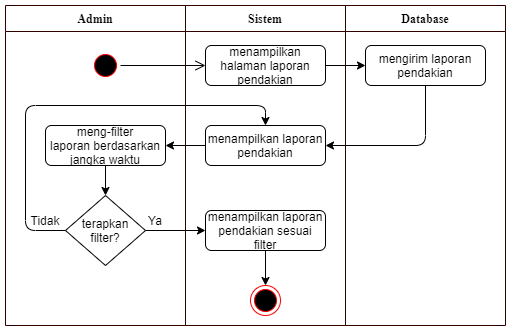 Admin
Sistem
Database
menampilkan
halaman laporan
pendakian
mengirim laporan
pendakian
meng-filter
laporan berdasarkan
jangka waktu
menampilkan laporan
pendakian
Tidak
terapkan
filter?
Ya
menampilkan laporan
pendakian sesuai
filter